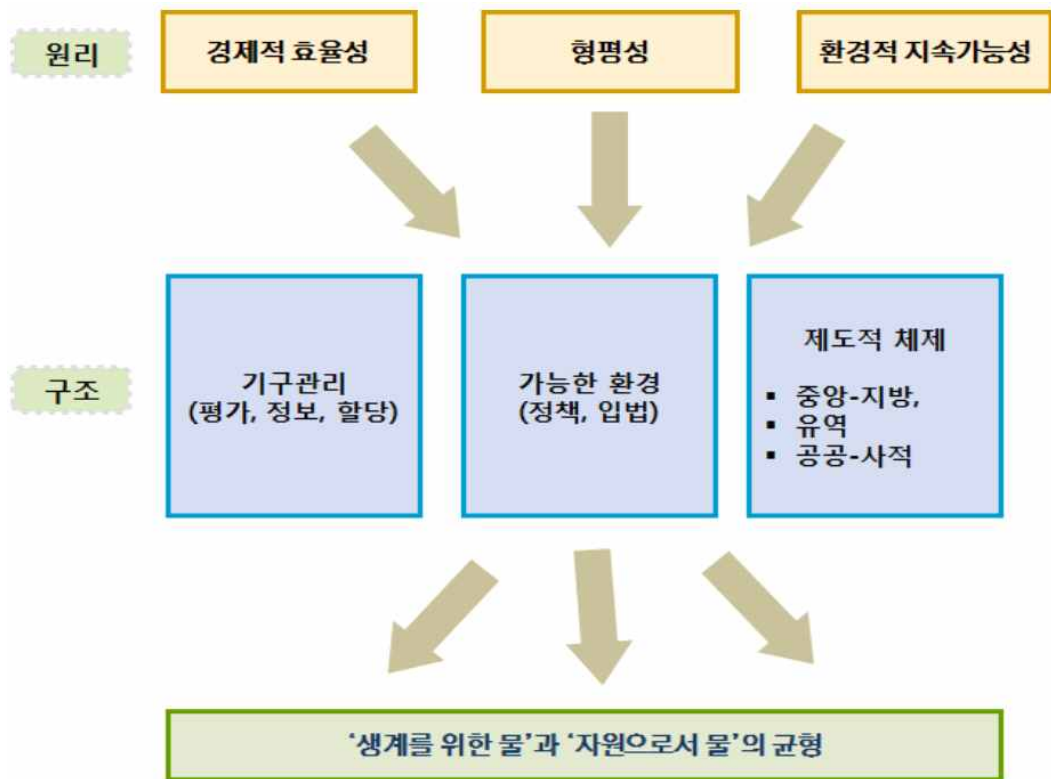 원리
경제적 효율성
형평성
환경적 지속가능성
구조
기구관리
(평가, 정보, 할당)
가능한 환경
(정책, 입법)
제도적 체제
▪ 중앙-지방,
▪ 유역
▪ 공공-사적
‘생계를 위한 물’과 ‘자원으로서 물’의 균형